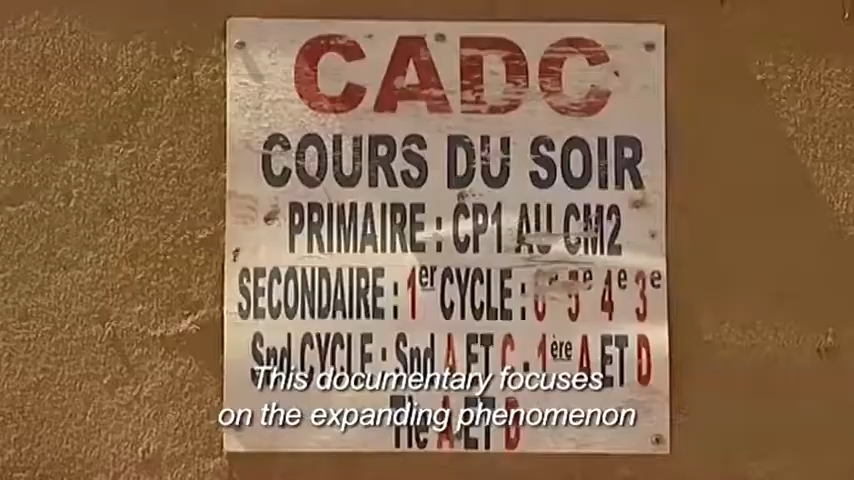 CADC
COURS DU SOIR
PRIMAIRE : CP1 AU CM2
SECONDAIRE : 1er CYCLE : 6e 5e 4e 3e
Snd CYCLE : Snd A ET C - 1ère A ET D
Tle A ET D
This documentary focuses
on the expanding phenomenon